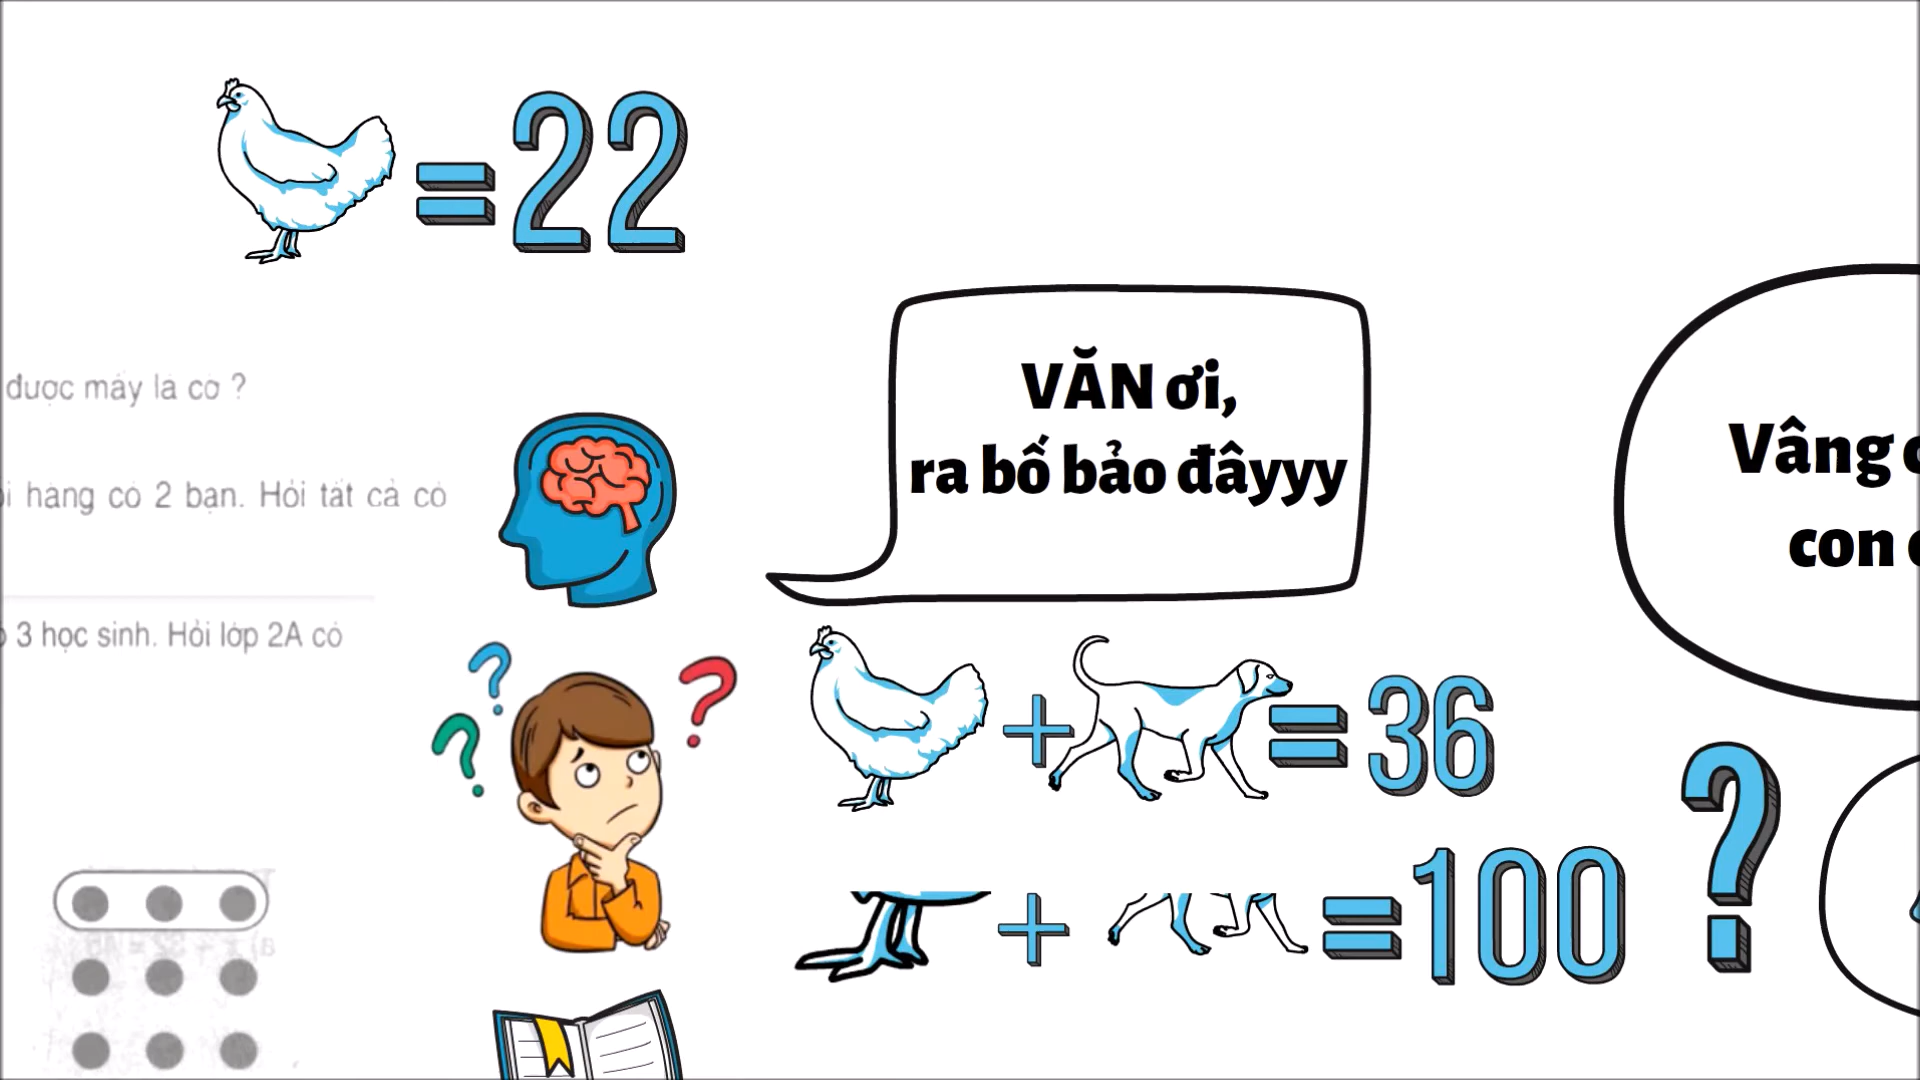 =22
được mấy lá cờ ?
hàng có 2 bạn. Hỏi tất cả có
3 học sinh. Hỏi lớp 2A có
VĂN ơi,
ra bố bảo đâyyy
Vâng
con
+ =36
+ =100 ?